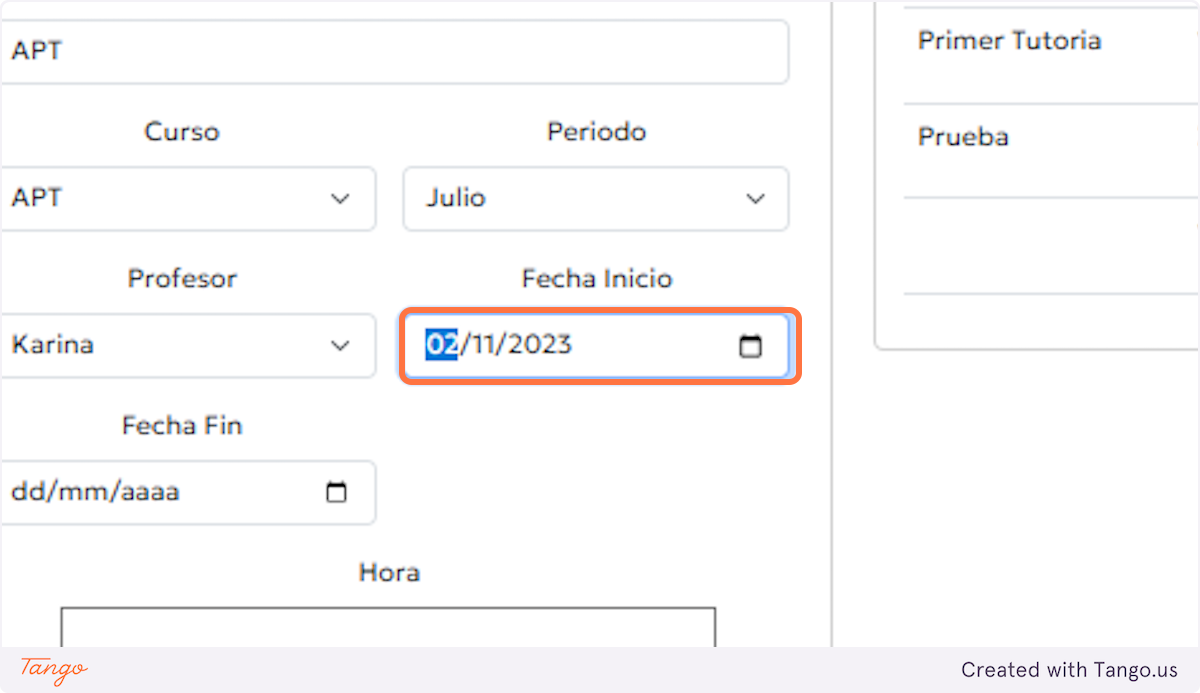 APT
Curso
Periodo
APT
Julio
Profesor
Fecha Inicio
Karina
02/11/2023
Fecha Fin
dd/mm/aaaa
Hora
Primer Tutoria
Prueba
Tango
Created with Tango.us